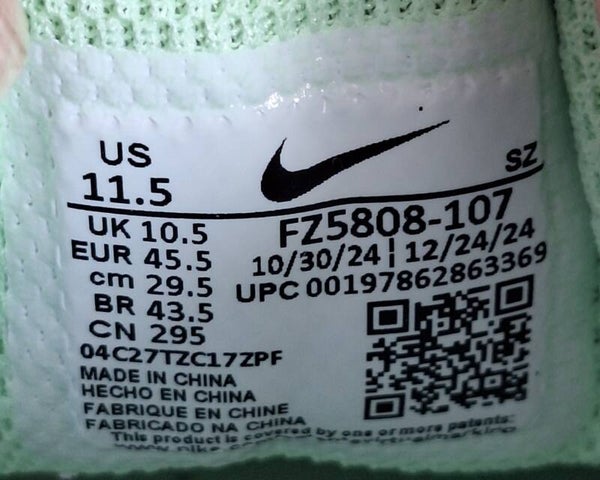 US
11.5
SZ
UK 10.5
EUR 45.5
cm 29.5
BR 43.5
CN 295
FZ5808-107
10/30/24 | 12/24/24
UPC 00197862863369
04C27TZC17ZPF
MADE IN CHINA
HECHO EN CHINA
FABRIQUE EN CHINE
FABRICADO NA CHINA
This product is covered by one or more patents: